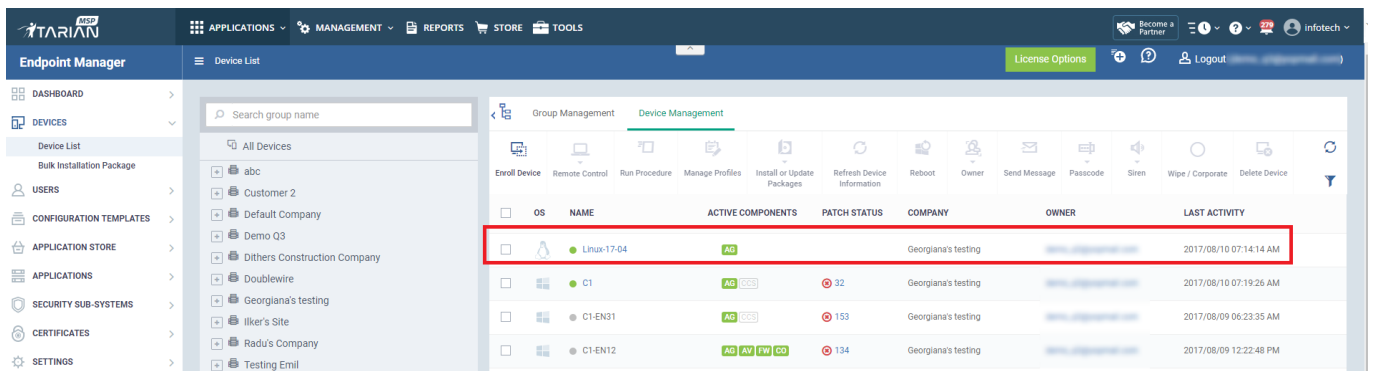 MSP
ITARIAN
APPLICATIONS
MANAGEMENT
REPORTS
STORE
TOOLS
Become a
Partner
279
infotech
Endpoint Manager
Device List
License Options
Logout
DASHBOARD
DEVICES
Device List
Bulk Installation Package
USERS
CONFIGURATION TEMPLATES
APPLICATION STORE
APPLICATIONS
SECURITY SUB-SYSTEMS
CERTIFICATES
SETTINGS
Search group name
All Devices
abc
Customer 2
Default Company
Demo Q3
Dithers Construction Company
Doublewire
Georgiana's testing
Ilker's Site
Radu's Company
Testing Emil
Group Management
Device Management
Enroll Device
Remote Control
Run Procedure
Manage Profiles
Install or Update
Packages
Refresh Device
Information
Reboot
Owner
Send Message
Passcode
Siren
Wipe / Corporate
Delete Device
OS NAME ACTIVE COMPONENTS PATCH STATUS COMPANY OWNER LAST ACTIVITY
Linux-17-04 AG Georgiana's testing 2017/08/10 07:14:14 AM
C1 AG CCS 32 Georgiana's testing 2017/08/10 07:19:26 AM
C1-EN31 AG CCS 153 Georgiana's testing 2017/08/09 06:23:35 AM
C1-EN12 AG AV FW CO 134 Georgiana's testing 2017/08/09 12:22:48 PM